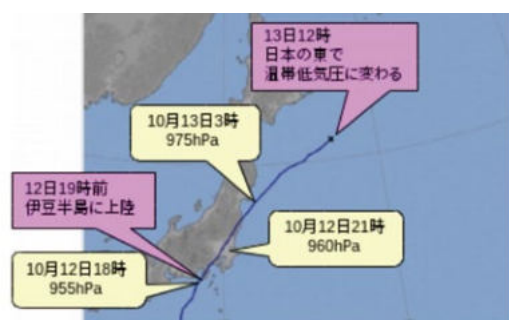 13日12時
日本の東で
温帯低気圧に変わる
10月13日3時
975hPa
12日19時前
伊豆半島に上陸
10月12日21時
960hPa
10月12日18時
955hPa